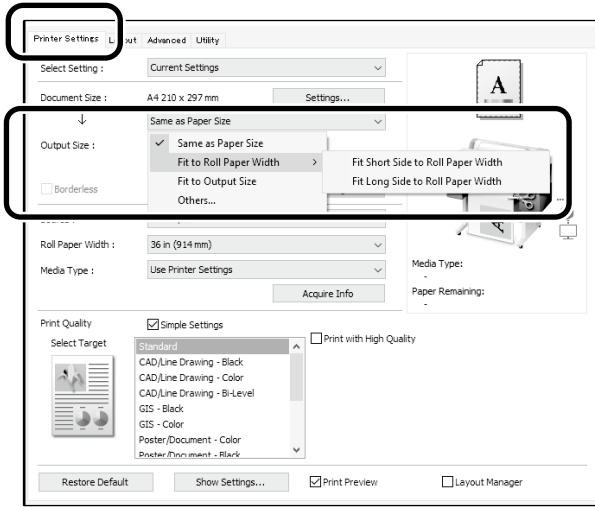 Printer Settings Advanced Utility
Select Setting : Current Settings
Document Size : A4 210 x 297 mm Settings...
Same as Paper Size
Output Size :
Same as Paper Size
Fit to Roll Paper Width > Fit Short Side to Roll Paper Width
Fit to Output Size Fit Long Side to Roll Paper Width
Borderless
Others...
Roll Paper Width : 36 in (914 mm)
Media Type : Use Printer Settings
Acquire Info
A
Media Type:
-
Paper Remaining:
-
Print Quality Simple Settings
Select Target
Standard
Print with High Quality
CAD/Line Drawing - Black
CAD/Line Drawing - Color
CAD/Line Drawing - Bi-Level
GIS - Black
GIS - Color
Poster/Document - Color
Poster/Document - Black
Restore Default Show Settings... Print Preview Layout Manager